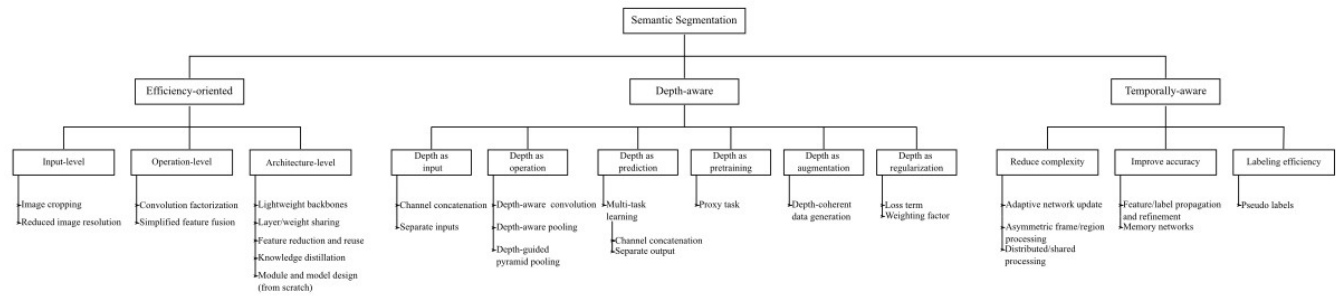 Semantic Segmentation
Efficiency-oriented
Depth-aware
Temporally-aware
Input-level
Operation-level
Architecture-level
Depth as
input
Depth as
operation
Depth as
prediction
Depth as
pretraining
Depth as
augmentation
Depth as
regularization
Reduce complexity
Improve accuracy
Labeling efficiency
Image cropping
Reduced image resolution
Convolution factorization
Simplified feature fusion
Lightweight backbones
Layer/weight sharing
Feature reduction and reuse
Knowledge distillation
Module and model design
(from scratch)
Channel concatenation
Separate inputs
Depth-aware convolution
Depth-aware pooling
Depth-guided
pyramid pooling
Multi-task
learning
Channel concatenation
Separate output
Proxy task
Depth-coherent
data generation
Loss term
Weighting factor
Adaptive network update
Asymmetric frame/region
processing
Distributed/shared
processing
Feature/label propagation
and refinement
Memory networks
Pseudo labels